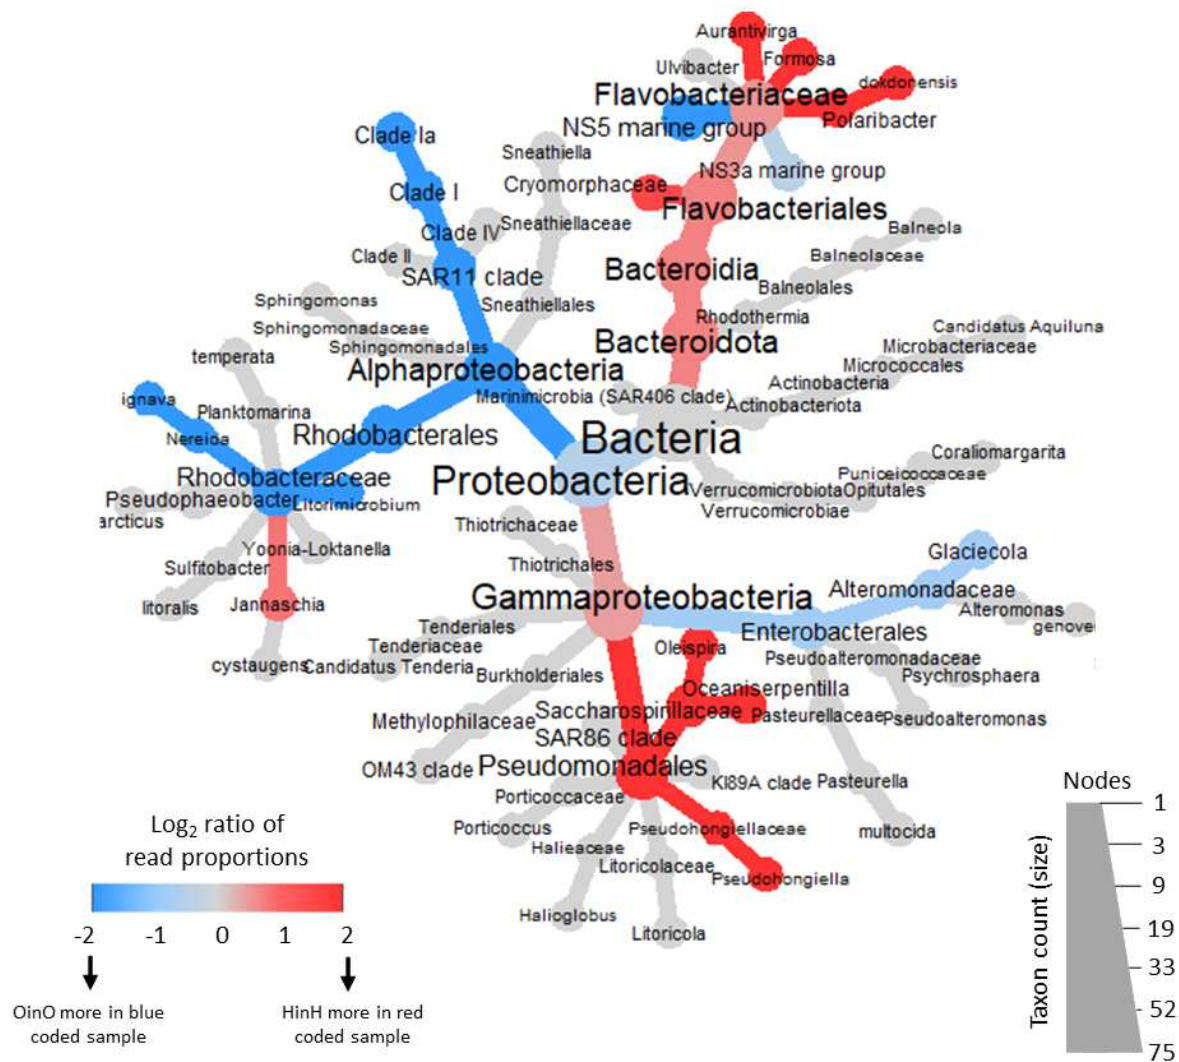 Aurantivirga
Ulvibacter
Formosa
dokdonensis
Flavobacteriaceae
Polaribacter
NS5 marine group
Clade Ia
Sneathiella
NS3a marine group
Cryomorphaceae
Clade I
Flavobacteriales
Sneathiellaceae
Balneola
Clade IV
Clade II
Balneolaceae
Bacteroidia
SAR11 clade
Balneolales
Sphingomonas
Sneathiellales
Rhodothermia
Sphingomonadaceae
Candidatus Aquiluna
Bacteroidota
Sphingomonadales
Microbacteriaceae
temperata
Micrococcales
Alphaproteobacteria
Actinobacteria
Marinimicrobia (SAR406 clade)
ignava
Actinobacteriota
Planktomarina
Nereida
Rhodobacterales
Bacteria
Coraliomargarita
Rhodobacteraceae
Proteobacteria
Puniceicoccaceae
Verrucomicrobiota
Opitutales
Pseudophaeobacter
Litorimicrobium
Verrucomicrobiae
arcticus
Thiotrichaceae
Yoonia-Loktanella
Glaciecola
Sulfitobacter
Thiotrichales
Alteromonadaceae
Gammaproteobacteria
litoralis
Jannaschia
Alteromonas
Tenderiales
genove
Enterobacterales
Tenderiaceae
Oleispira
Pseudoalteromonadaceae
cystaugens
Candidatus Tenderia
Burkholderiales
Psychrosphaera
Oceaniserpentilla
Saccharospirillaceae
Pasteurellaceae
Pseudoalteromonas
Methylophilaceae
SAR86 clade
OM43 clade
Pseudomonadales
KI89A clade
Pasteurella
Nodes
Porticoccaceae
1
Log2 ratio of
read proportions
Porticoccus
Pseudohongiellaceae
multocida
3
Halieaceae
Litoricolaceae
Pseudohongiella
9
Halioglobus
Litoricola
19
-2
-1
0
1
2
33
OinO more in blue
coded sample
HinH more in red
coded sample
52
75
Taxon count (size)